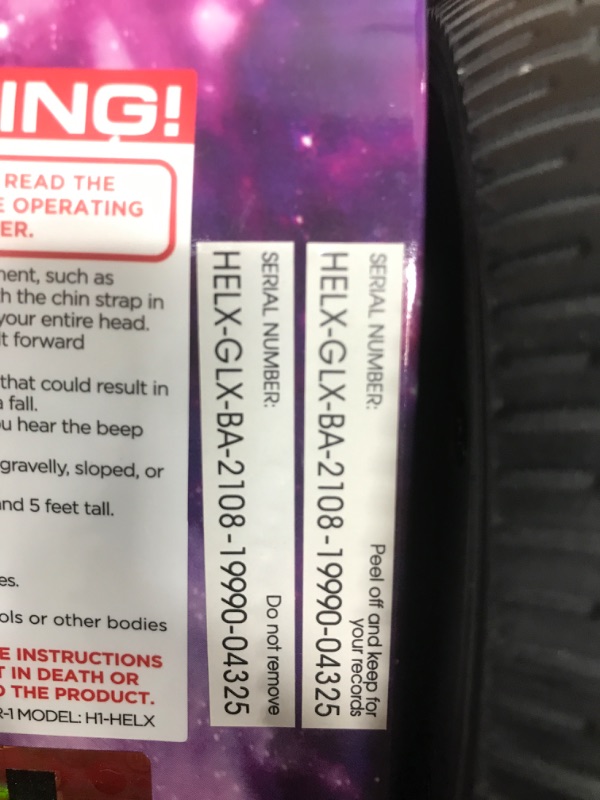 ING!
READ THE
E OPERATING
ER.
ment, such as
h the chin strap in
your entire head.
lt forward
that could result in
a fall.
u hear the beep
gravelly, sloped, or
and 5 feet tall.
es.
ols or other bodies
E INSTRUCTIONS
T IN DEATH OR
O THE PRODUCT.
R-1 MODEL: H1-HELX
SERIAL NUMBER:
HELX-GLX-BA-2108-19990-04325
Do not remove
SERIAL NUMBER:
HELX-GLX-BA-2108-19990-04325
Peel off and keep for
your records